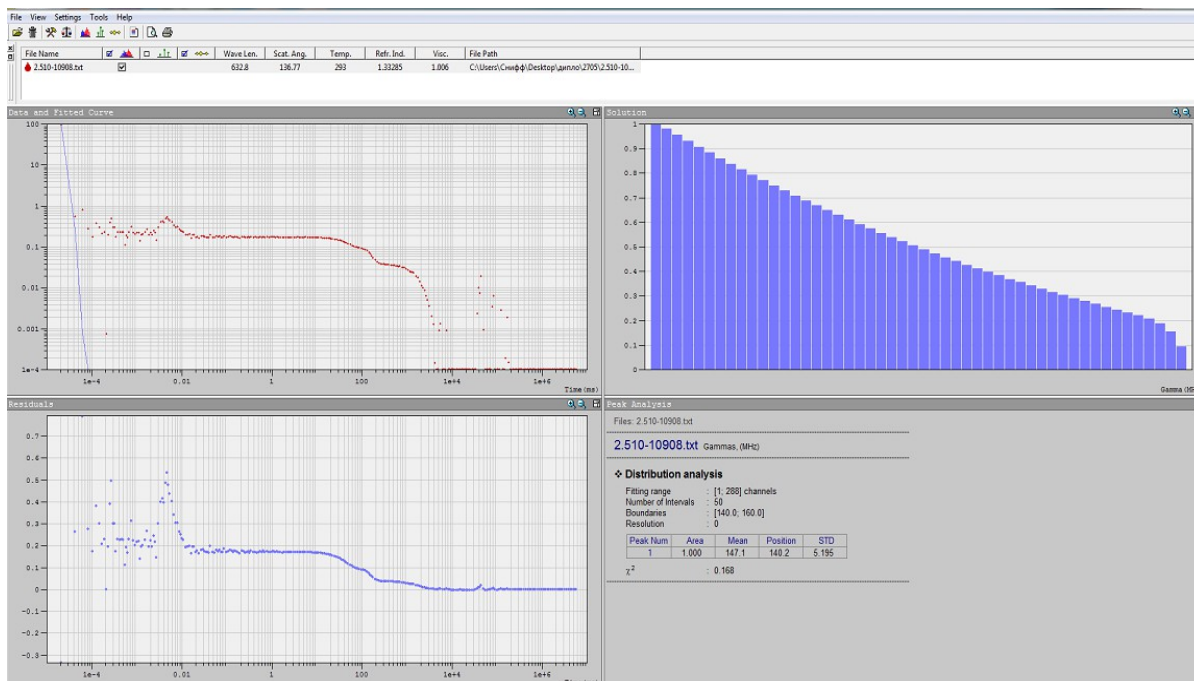 File View Settings Tools Help
File Name Wave Len. Scat. Ang. Temp. Refr. Ind. Visc. File Path
2.510-10908.txt 632.8 136.77 293 1.33285 1.006 C:\Users\Снифф\Desktop\дипло\2705\2.510-10...
Data and Fitted Curve
100
10
1
0.1
0.01
0.001
1e-4
1e-4 0.01 1 100 1e+4 1e+6
Time(ms)
Solution
1
0.9
0.8
0.7
0.6
0.5
0.4
0.3
0.2
0.1
0
Residuals
0.7
0.6
0.5
0.4
0.3
0.2
0.1
0
-0.1
-0.2
-0.3
1e-4 0.01 1 100 1e+4 1e+6
Gamma
Peak Analysis
Files: 2.510-10908.txt
2.510-10908.txt Gammas, (MHz)
❖ Distribution analysis
Fitting range : [1; 288] channels
Number of Intervals : 50
Boundaries : [140.0; 160.0]
Resolution : 0
Peak Num Area Mean Position STD
1 1.000 147.1 140.2 5.195
χ² : 0.168